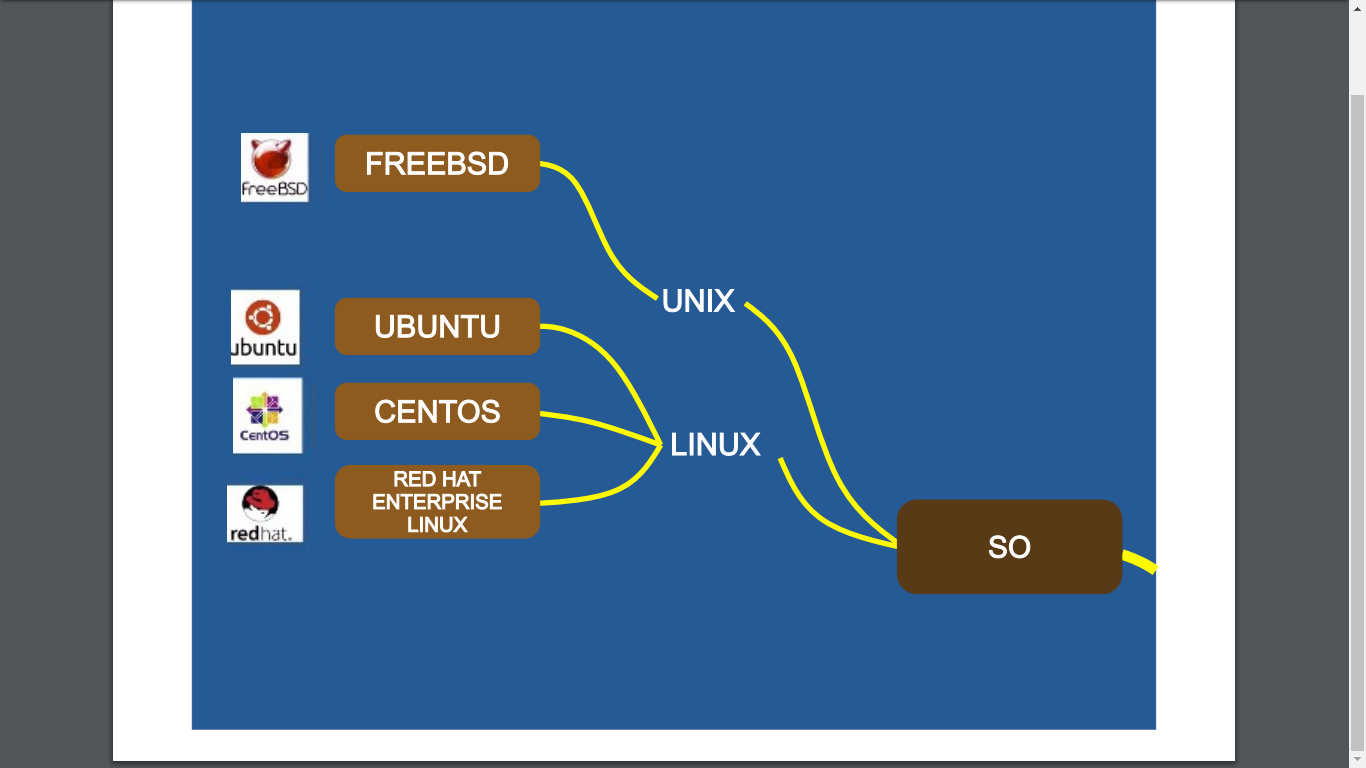 FreeBSD
FREEBSD
UNIX
ubuntu
UBUNTU
CentOS
CENTOS
LINUX
redhat.
RED HAT
ENTERPRISE
LINUX
SO